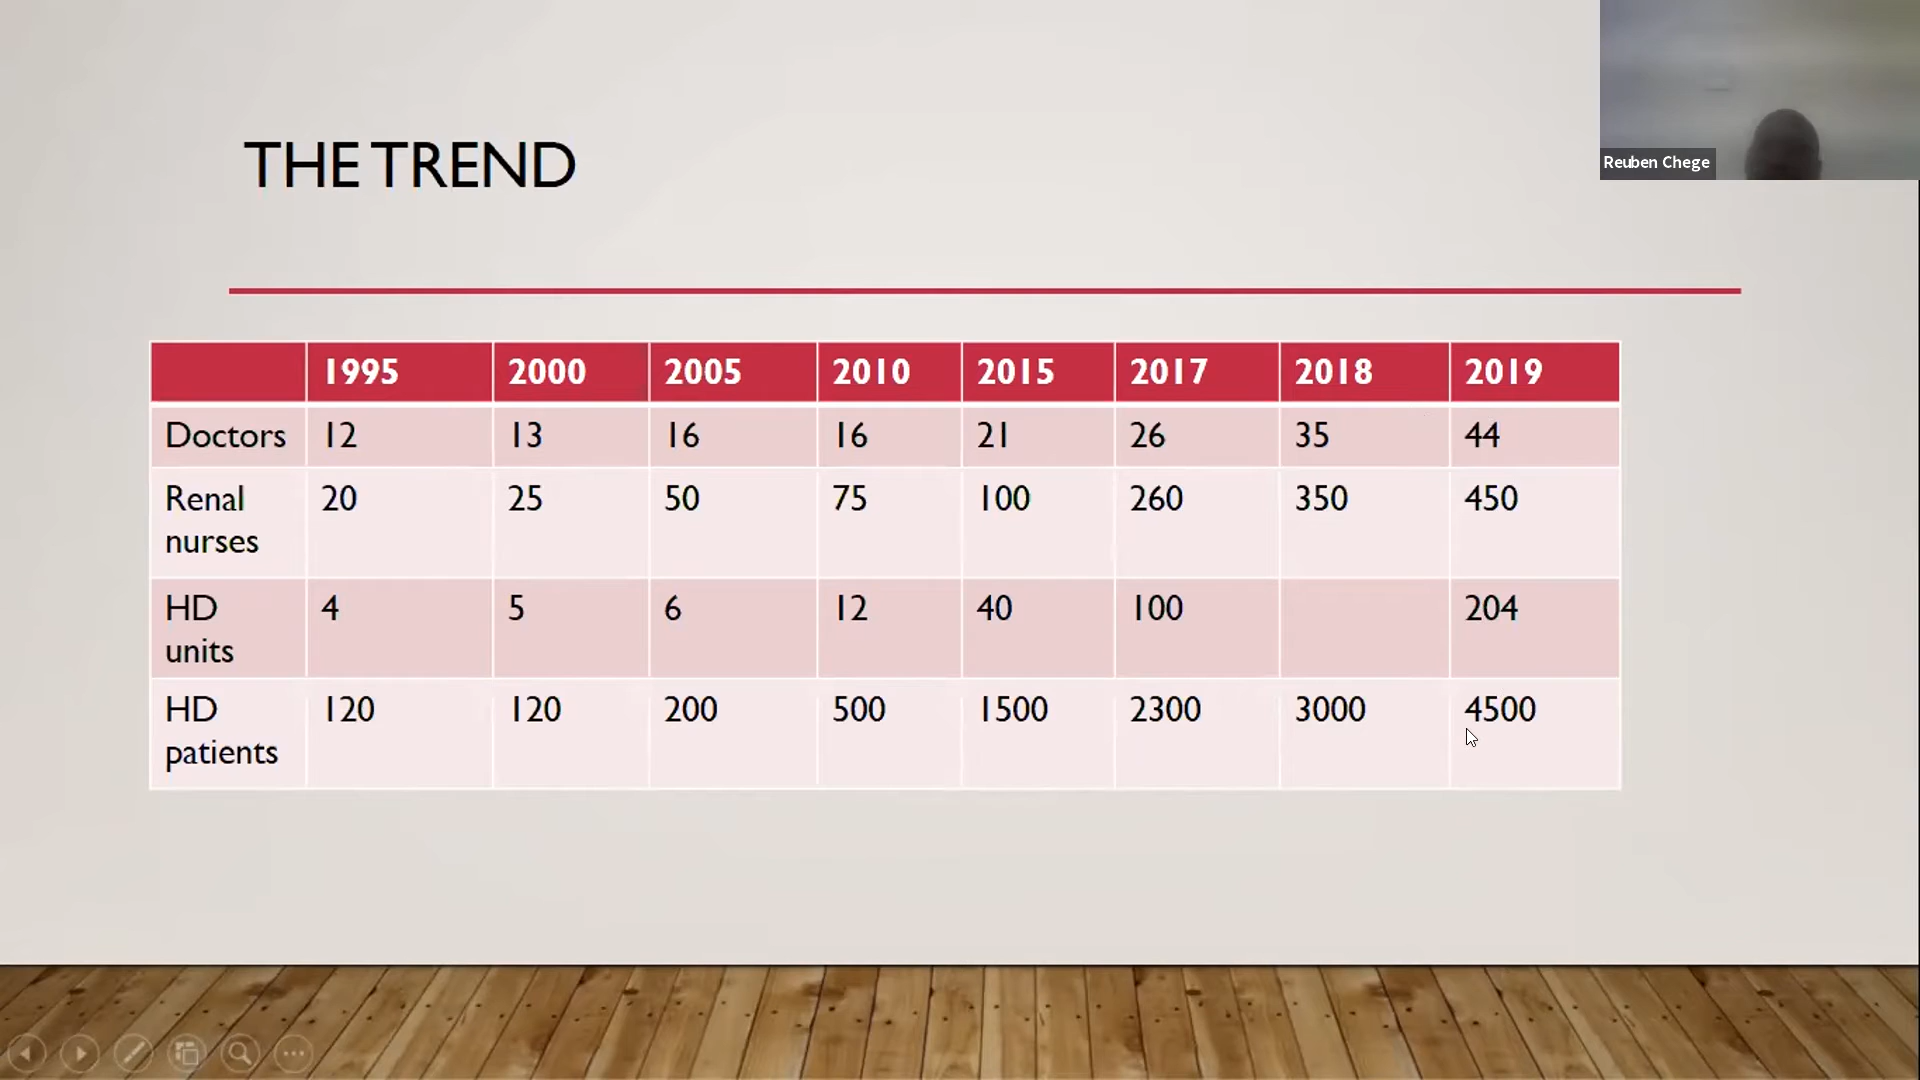 Reuben Chege
THE TREND
1995 2000 2005 2010 2015 2017 2018 2019
Doctors 12 13 16 16 21 26 35 44
Renal 20 25 50 75 100 260 350 450
nurses
HD 4 5 6 12 40 100 204
units
HD 120 120 200 500 1500 2300 3000 4500
patients